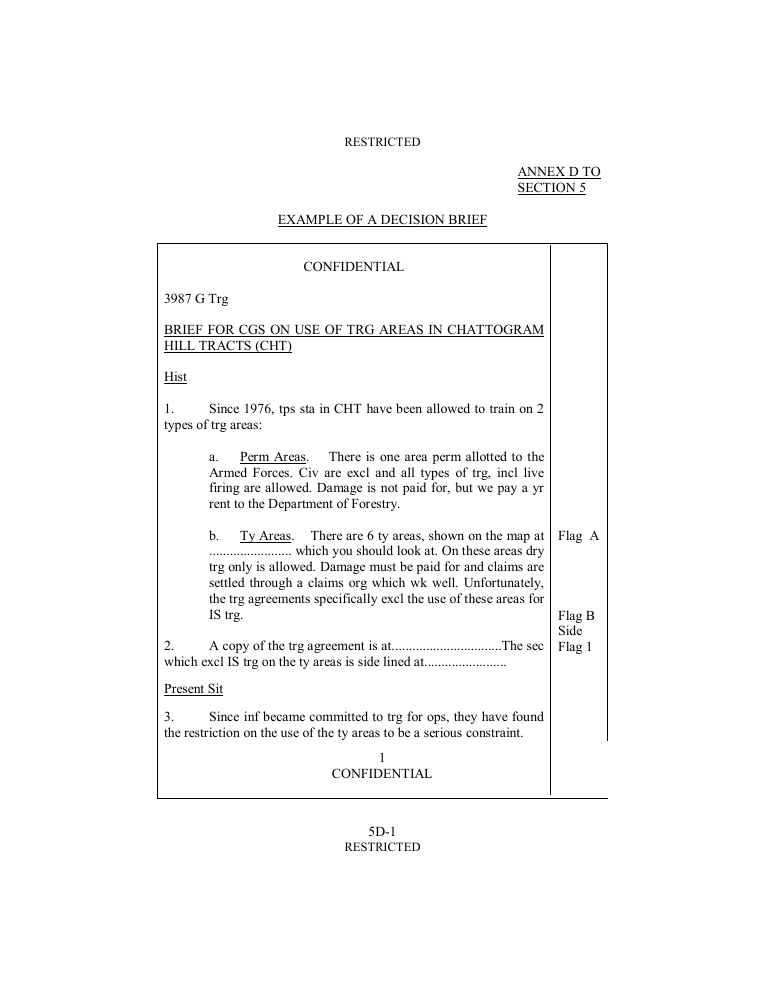 RESTRICTED
ANNEX D TO
SECTION 5
EXAMPLE OF A DECISION BRIEF
CONFIDENTIAL
3987 G Trg
BRIEF FOR CGS ON USE OF TRG AREAS IN CHATTOGRAM
HILL TRACTS (CHT)
Hist
1. Since 1976, tps sta in CHT have been allowed to train on 2
types of trg areas:
a. Perm Areas. There is one area perm allotted to the
Armed Forces. Civ are excl and all types of trg, incl live
firing are allowed. Damage is not paid for, but we pay a yr
rent to the Department of Forestry.
b. Ty Areas. There are 6 ty areas, shown on the map at
........................ which you should look at. On these areas dry
trg only is allowed. Damage must be paid for and claims are
settled through a claims org which wk well. Unfortunately,
the trg agreements specifically excl the use of these areas for
IS trg.
Flag A
Flag B
Side
Flag 1
2. A copy of the trg agreement is at................................The sec
which excl IS trg on the ty areas is side lined at........................
Present Sit
3. Since inf became committed to trg for ops, they have found
the restriction on the use of the ty areas to be a serious constraint.
1
CONFIDENTIAL
5D-1
RESTRICTED